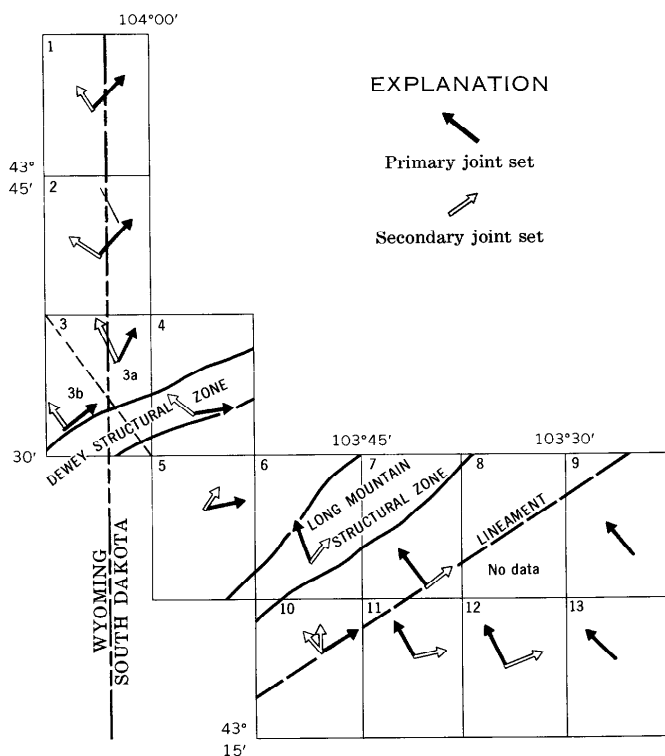 104°00'
1
EXPLANATION
Primary joint set
43°
45'
2
Secondary joint set
3
4
3a
3b
DEWEY STRUCTURAL ZONE
30'
103°45'
103°30'
5
6
7
8
9
LONG MOUNTAIN
STRUCTURAL ZONE
LINEAMENT
No data
WYOMING
SOUTH DAKOTA
10
11
12
13
43°
15'